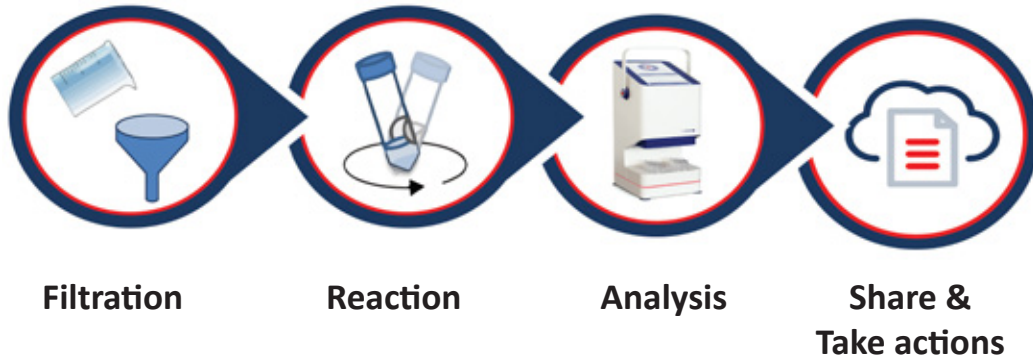 Filtration
Reaction
Analysis
Share &
Take actions